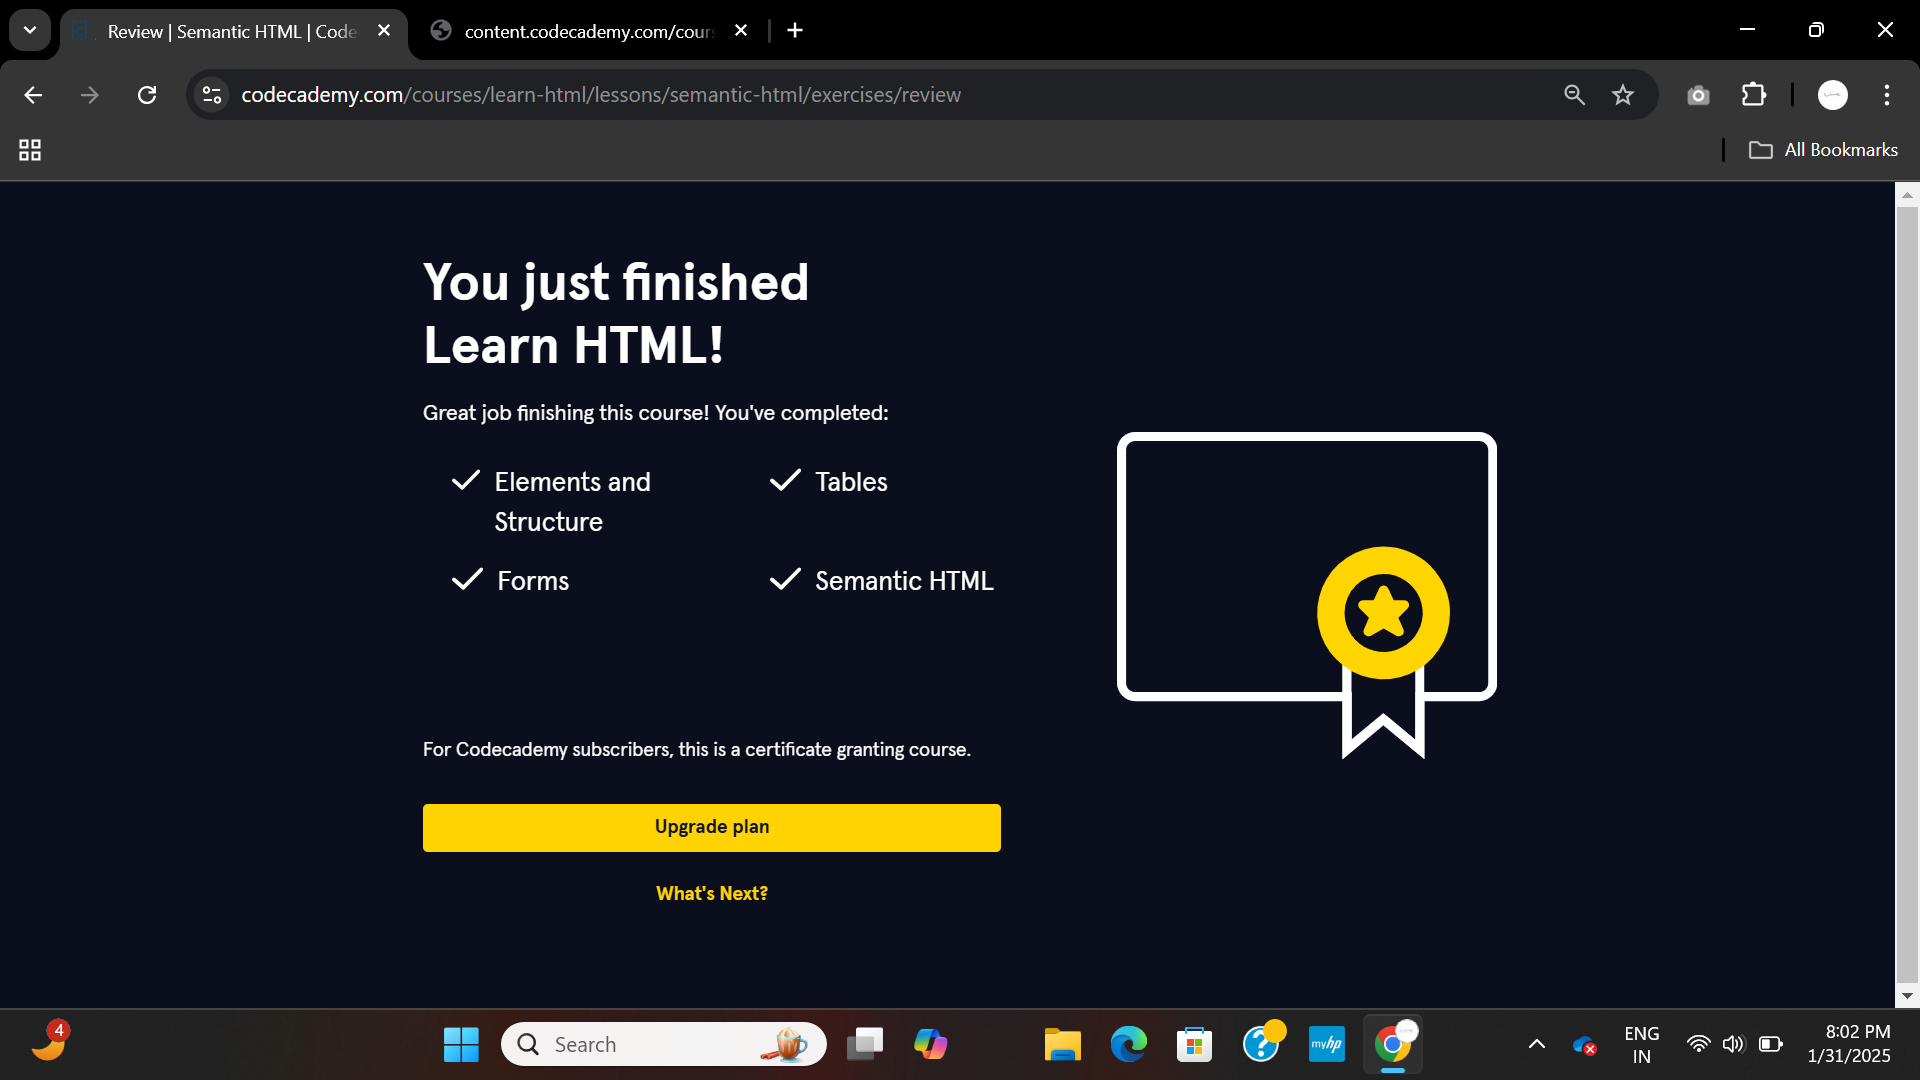 Review | Semantic HTML | Code
content.codecademy.com/cour
codecademy.com/courses/learn-html/lessons/semantic-html/exercises/review
All Bookmarks
You just finished
Learn HTML!
Great job finishing this course! You've completed:
Elements and
Structure
Tables
Forms
Semantic HTML
For Codecademy subscribers, this is a certificate granting course.
Upgrade plan
What's Next?
4
Search
myhp
ENG
IN
8:02 PM
1/31/2025